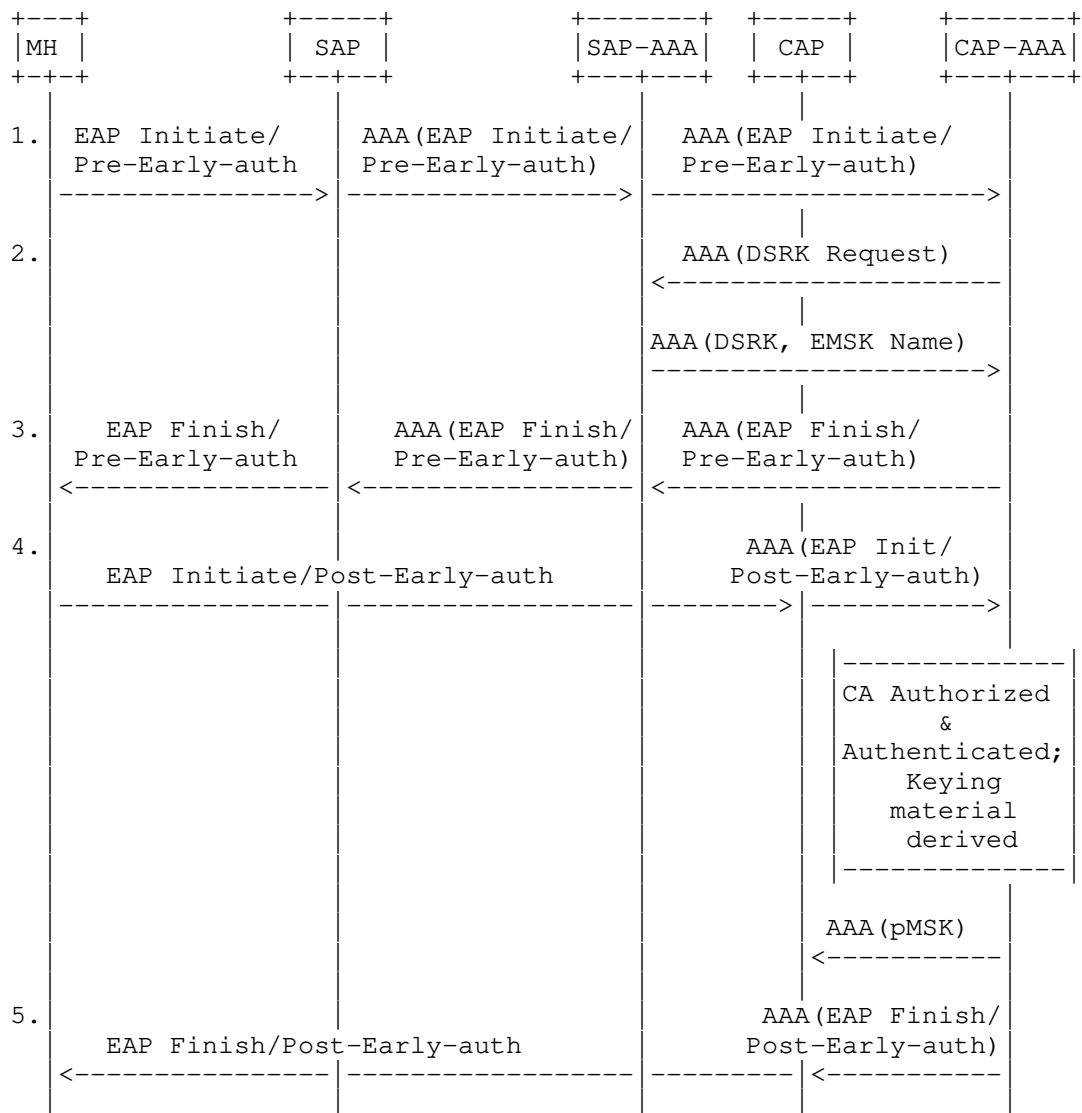 MH SAP SAP-AAA CAP CAP-AAA
1. EAP Initiate/ AAA(EAP Initiate/ AAA(EAP Initiate/
Pre-Early-auth Pre-Early-auth) Pre-Early-auth)
2. AAA(DSRK Request)
AAA(DSRK, EMSK Name)
3. EAP Finish/ AAA(EAP Finish/ AAA(EAP Finish/
Pre-Early-auth Pre-Early-auth) Pre-Early-auth)
4. AAA(EAP Init/
EAP Initiate/Post-Early-auth Post-Early-auth)
CA Authorized
&
Authenticated;
Keying
material
derived
AAA(pMSK)
5. AAA(EAP Finish/
EAP Finish/Post-Early-auth Post-Early-auth)